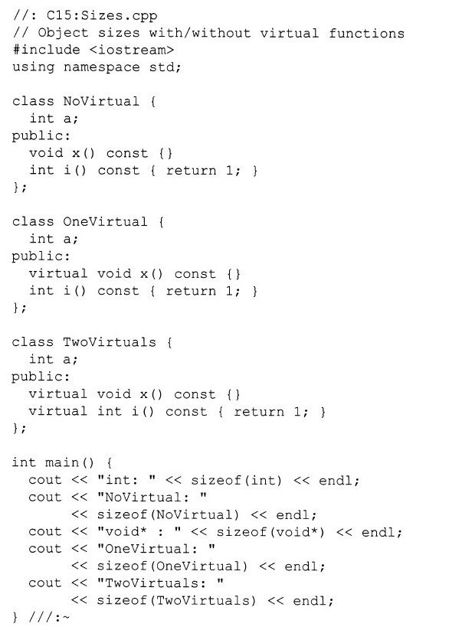 //: C15:Sizes.cpp
// Object sizes with/without virtual functions
#include <iostream>
using namespace std;

class NoVirtual {
  int a;
public:
  void x() const {}
  int i() const { return 1; }
};

class OneVirtual {
  int a;
public:
  virtual void x() const {}
  int i() const { return 1; }
};

class TwoVirtuals {
  int a;
public:
  virtual void x() const {}
  virtual int i() const { return 1; }
};

int main() {
  cout << "int: " << sizeof(int) << endl;
  cout << "NoVirtual: "
       << sizeof(NoVirtual) << endl;
  cout << "void* : " << sizeof(void*) << endl;
  cout << "OneVirtual: "
       << sizeof(OneVirtual) << endl;
  cout << "TwoVirtuals: "
       << sizeof(TwoVirtuals) << endl;
} ///:~